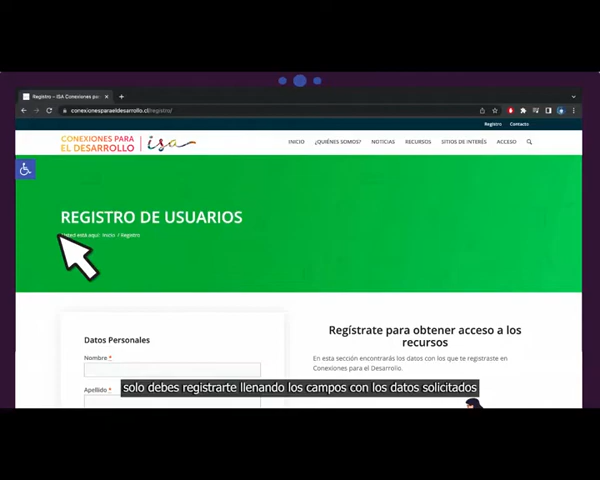 Registro – ISA Conexiones pa
conexionesparaeldesarrollo.cl/registro/
Registro Contacto
CONEXIONES PARA
EL DESARROLLO
isa
INICIO ¿QUIÉNES SOMOS? NOTICIAS RECURSOS SITIOS DE INTERÉS ACCESO
REGISTRO DE USUARIOS
sted está aquí: Inicio / Registro
Datos Personales
Nombre *
Apellido *
Regístrate para obtener acceso a los
recursos
En esta sección encontrarás los datos con los que te registraste en
Conexiones para el Desarrollo.
solo debes registrarte llenando los campos con los datos solicitados